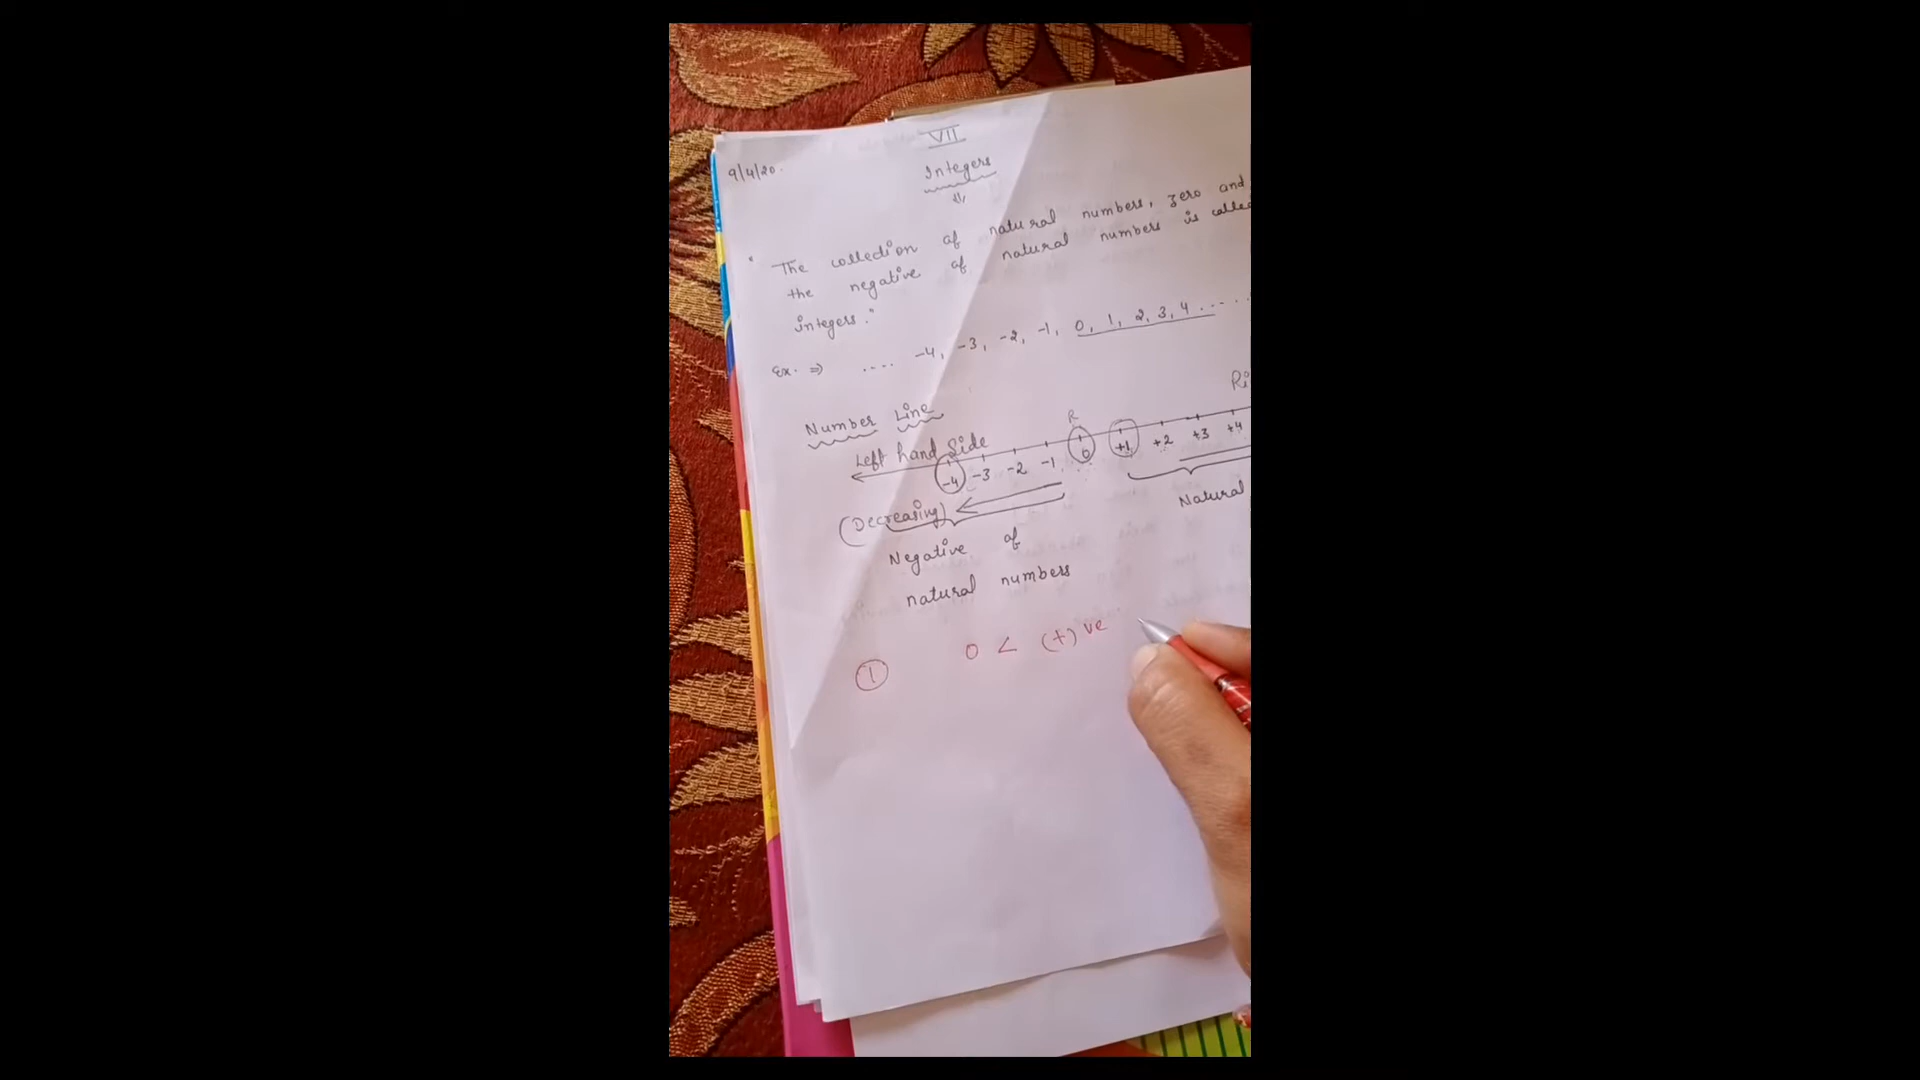 VII
9/4/20.
Integers
"The collection of natural numbers, zero and
the negative of natural numbers is called
integers."
Ex. ⇒ .... -4, -3, -2, -1, 0, 1, 2, 3, 4 .....
Number Line
Left hand Side
R
-4 -3 -2 -1 0 +1 +2 +3 +4
(Decreasing)
Natural
Negative of
natural numbers
① 0 < (+)ve